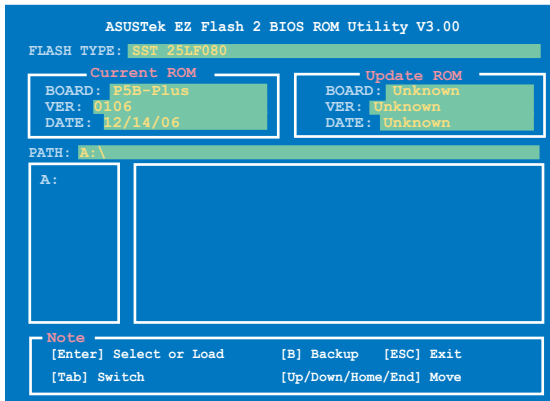 ASUSTek EZ Flash 2 BIOS ROM Utility V3.00
FLASH TYPE: SST 25LF080
Current ROM
BOARD: P5B-Plus
VER: 0106
DATE: 12/14/06
Update ROM
BOARD: Unknown
VER: Unknown
DATE: Unknown
PATH: A:\
A:
Note
[Enter] Select or Load [B] Backup [ESC] Exit
[Tab] Switch [Up/Down/Home/End] Move